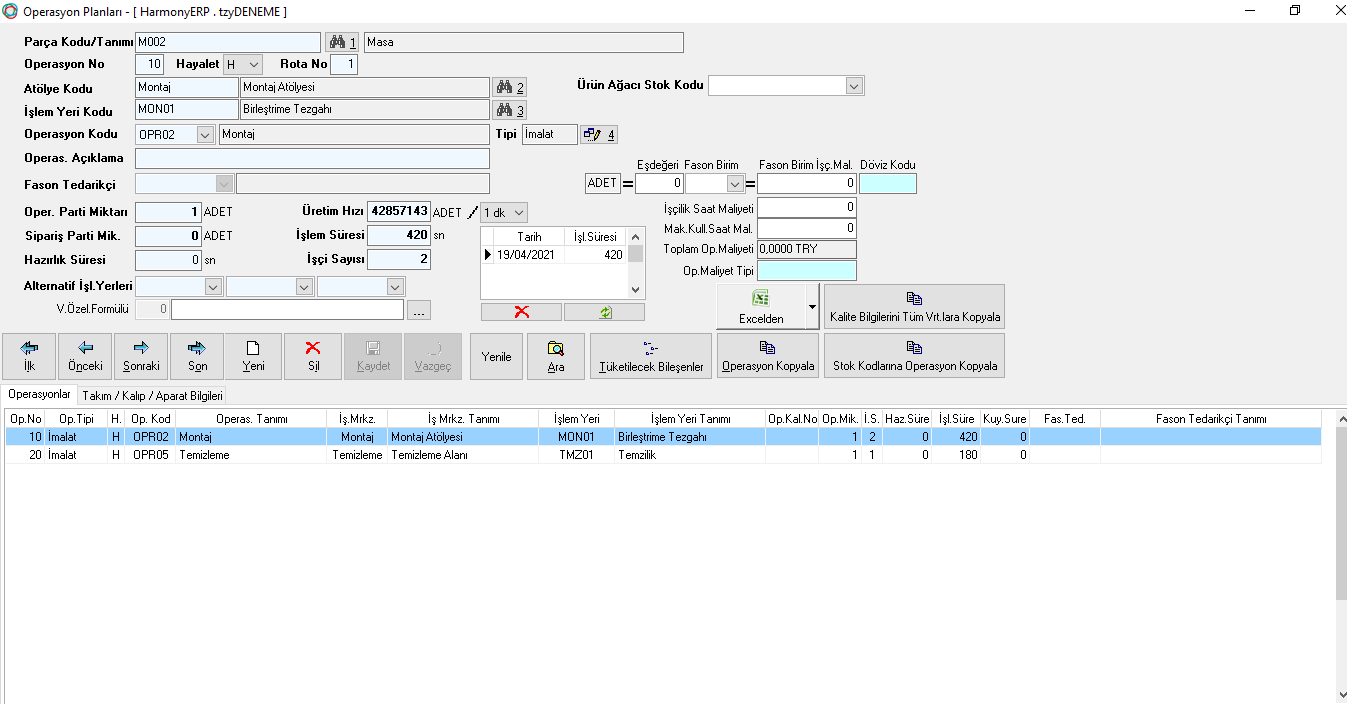 Operasyon Planları - [ HarmonyERP . tzyDENEME ]
Parça Kodu/Tanımı M002 1 Masa
Operasyon No 10 Hayalet H Rota No 1
Atölye Kodu Montaj Montaj Atölyesi 2 Ürün Ağacı Stok Kodu
İşlem Yeri Kodu MON01 Birleştrime Tezgahı 3
Operasyon Kodu OPR02 Montaj Tipi İmalat 4
Operas. Açıklama
Eşdeğeri Fason Birim Fason Birim İşç.Mal. Döviz Kodu
Fason Tedarikçi ADET = 0 = 0
Oper. Parti Miktarı 1 ADET Üretim Hızı 42857143 ADET / 1 dk İşçilik Saat Maliyeti 0
Sipariş Parti Mik. 0 ADET İşlem Süresi 420 sn Tarih İşl.Süresi Mak.Kull.Saat Mal. 0
Hazırlık Süresi 0 sn İşçi Sayısı 2 19/04/2021 420 Toplam Op.Maliyeti 0,0000 TRY
Alternatif İşl.Yerleri Op.Maliyet Tipi
V.Özel.Formülü 0 ... Excelden Kalite Bilgilerini Tüm Vrt.lara Kopyala
İlk Önceki Sonraki Son Yeni Sil Kaydet Vazgeç Yenile Ara Tüketilecek Bileşenler Operasyon Kopyala Stok Kodlarına Operasyon Kopyala
Operasyonlar Takım / Kalıp / Aparat Bilgileri
Op.No Op.Tipi H. Op. Kod Operas. Tanımı İş.Mrkz. İş Mrkz. Tanımı İşlem Yeri İşlem Yeri Tanımı Op.Kal.No Op.Mik. İ.S. Haz.Süre İşl.Süre Kuy.Sure Fas.Ted. Fason Tedarikçi Tanımı
10 İmalat H OPR02 Montaj Montaj Montaj Atölyesi MON01 Birleştrime Tezgahı 1 2 0 420 0
20 İmalat H OPR05 Temizleme Temizleme Temizleme Alanı TMZ01 Temzilik 1 1 0 180 0